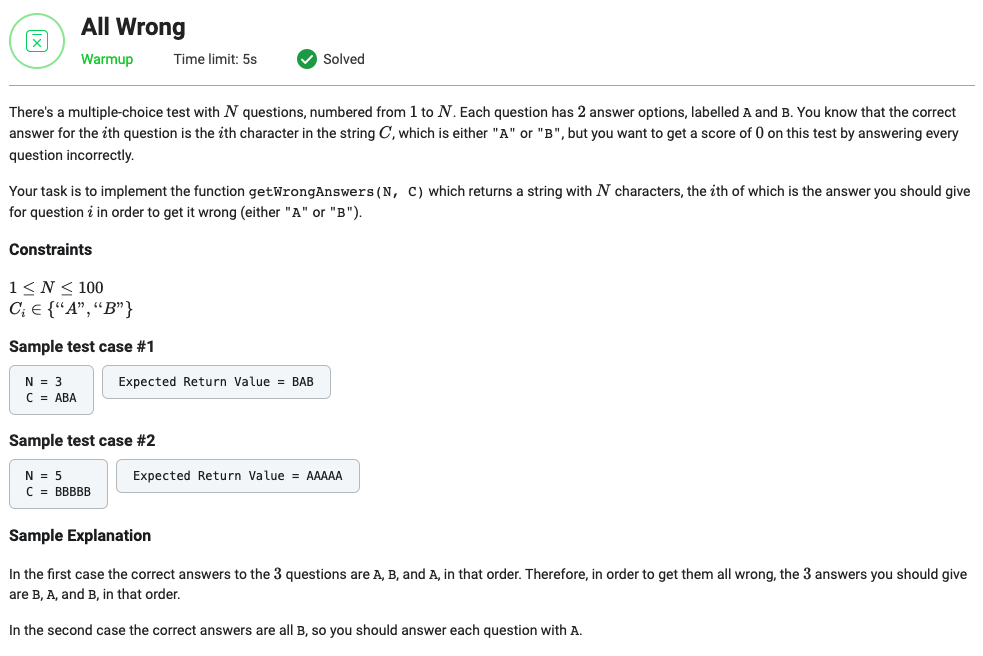 All Wrong
Warmup Time limit: 5s Solved
There's a multiple-choice test with N questions, numbered from 1 to N. Each question has 2 answer options, labelled A and B. You know that the correct
answer for the ith question is the ith character in the string C, which is either "A" or "B", but you want to get a score of 0 on this test by answering every
question incorrectly.
Your task is to implement the function getWrongAnswers(N, C) which returns a string with N characters, the ith of which is the answer you should give
for question i in order to get it wrong (either "A" or "B").
Constraints
1 ≤ N ≤ 100
Cᵢ ∈ {“A”, “B”}
Sample test case #1
N = 3 Expected Return Value = BAB
C = ABA
Sample test case #2
N = 5 Expected Return Value = AAAAA
C = BBBBB
Sample Explanation
In the first case the correct answers to the 3 questions are A, B, and A, in that order. Therefore, in order to get them all wrong, the 3 answers you should give
are B, A, and B, in that order.
In the second case the correct answers are all B, so you should answer each question with A.